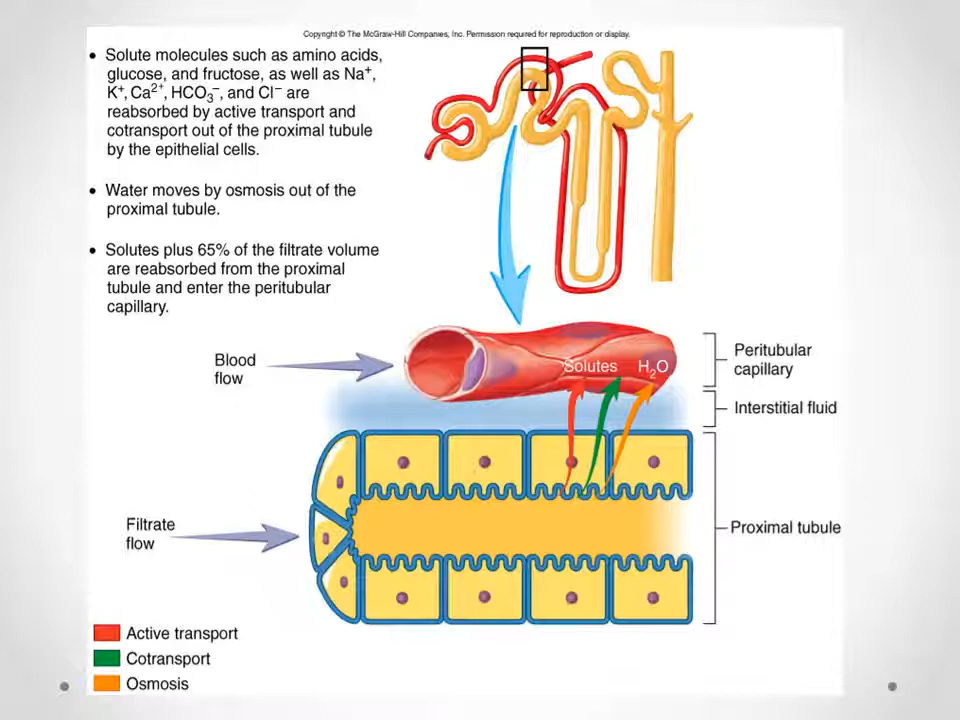 Copyright © The McGraw-Hill Companies, Inc. Permission required for reproduction or display.
• Solute molecules such as amino acids,
glucose, and fructose, as well as Na⁺,
K⁺, Ca²⁺, HCO₃⁻, and Cl⁻ are
reabsorbed by active transport and
cotransport out of the proximal tubule
by the epithelial cells.
• Water moves by osmosis out of the
proximal tubule.
• Solutes plus 65% of the filtrate volume
are reabsorbed from the proximal
tubule and enter the peritubular
capillary.
Blood
flow
Solutes H₂O
Peritubular
capillary
Interstitial fluid
Filtrate
flow
Proximal tubule
Active transport
Cotransport
Osmosis